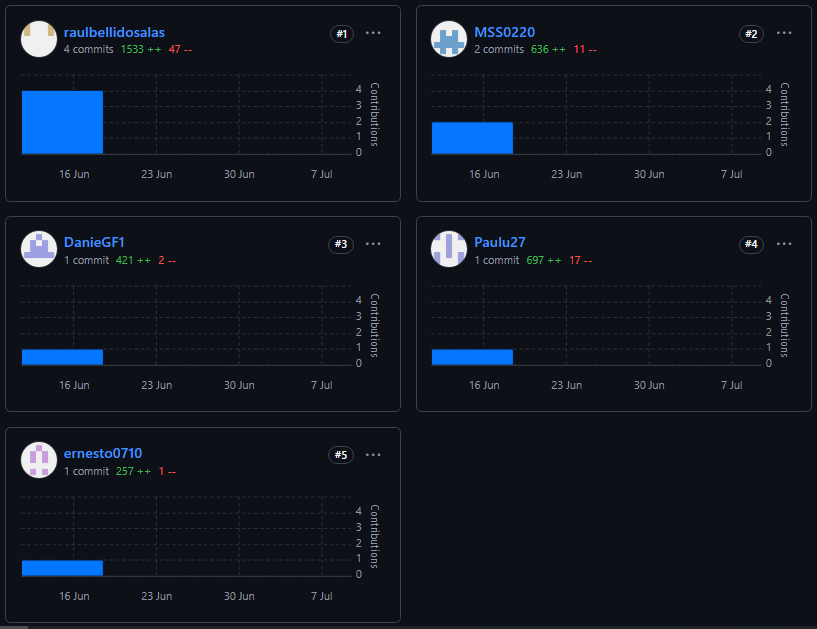 raulbellidosalas
#1
4 commits 1533 ++ 47 --
4
3
2
1
0
Contributions
16 Jun 23 Jun 30 Jun 7 Jul
MSS0220
#2
2 commits 636 ++ 11 --
4
3
2
1
0
Contributions
16 Jun 23 Jun 30 Jun 7 Jul
DanieGF1
#3
1 commit 421 ++ 2 --
4
3
2
1
0
Contributions
16 Jun 23 Jun 30 Jun 7 Jul
Paulu27
#4
1 commit 697 ++ 17 --
4
3
2
1
0
Contributions
16 Jun 23 Jun 30 Jun 7 Jul
ernesto0710
#5
1 commit 257 ++ 1 --
4
3
2
1
0
Contributions
16 Jun 23 Jun 30 Jun 7 Jul